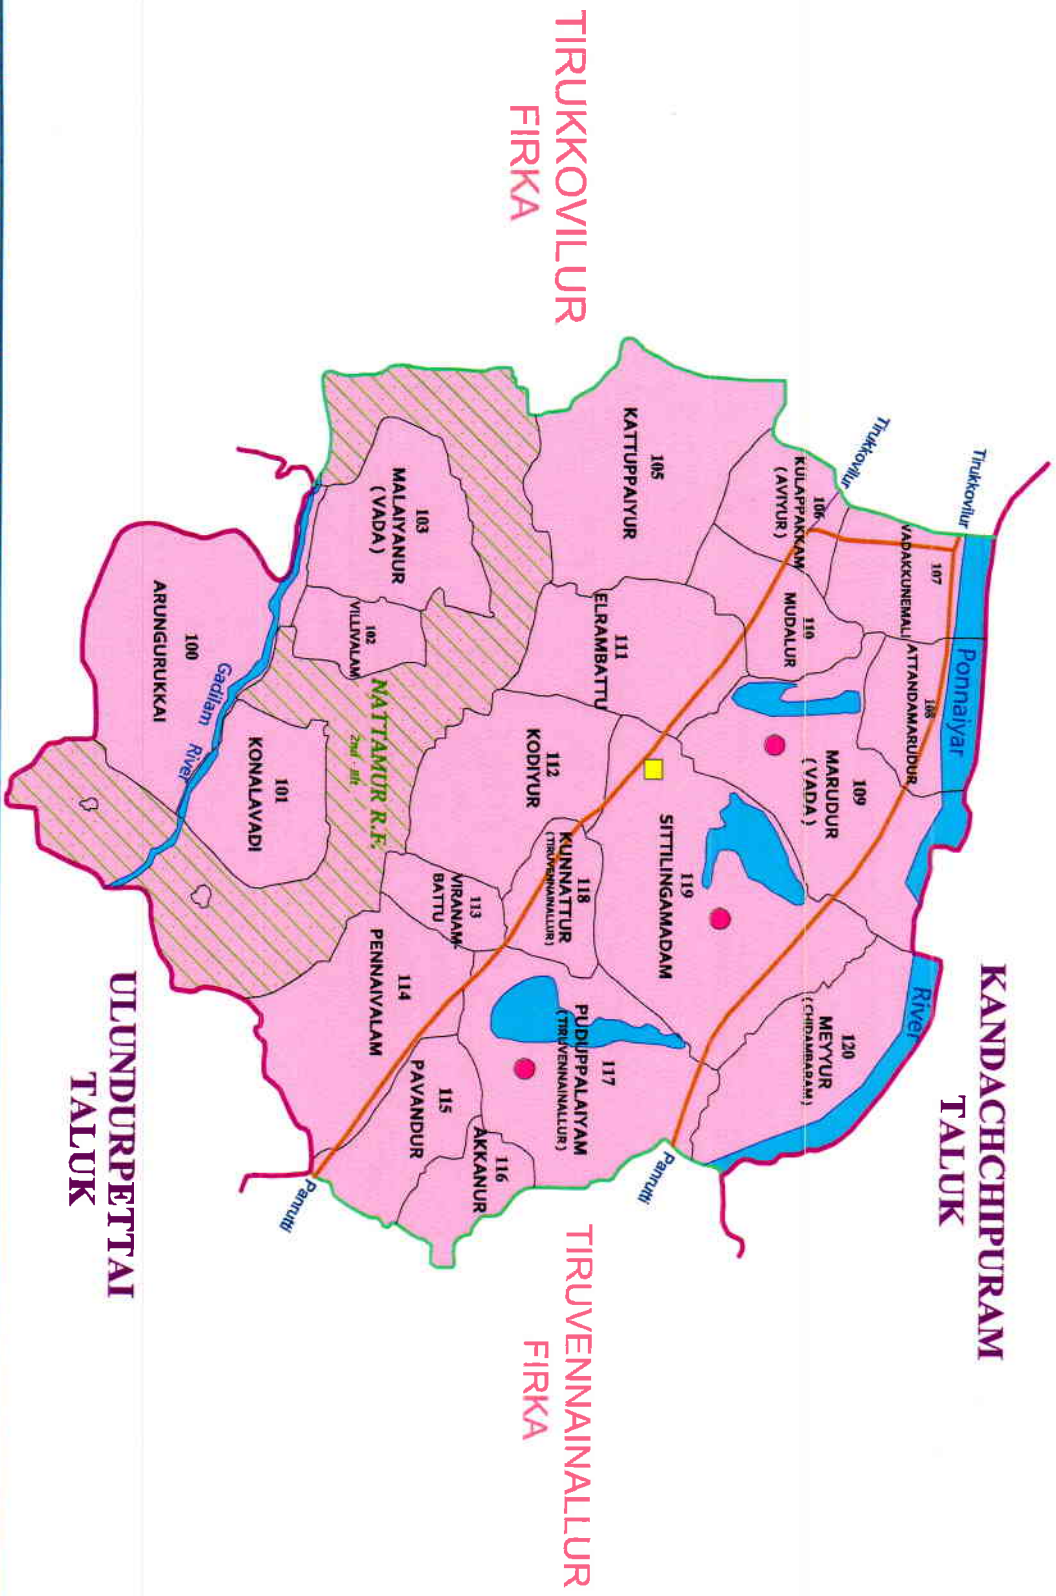 KANDACHCHIPURAM
TALUK
TIRUKKOVILUR
FIRKA
TIRUVENNAINALLUR
FIRKA
ULUNDURPETTAI
TALUK
Tirukkovilur
Tirukkovilur
Ponnaiyar
River
107
VADAKKUNEMALI
108
ATTANDAMARUDUR
106
KULAPPAKKAM
(AVIYUR)
110
MUDALUR
109
MARUDUR
(VADA)
120
MEYYUR
(CHIDAMBARAM)
105
KATTUPPAIYUR
111
ELRAMBATTU
119
SITTILINGAMADAM
112
KODIYUR
118
KUNNATTUR
(TIRUVENNAINALLUR)
117
PUDUPPALAIYAM
(TIRUVENNAINALLUR)
Panrutti
113
VIRANAM-
BATTU
116
AKKANUR
103
MALAIYANUR
(VADA)
102
VILLIVALAM
NATTAMUR R.F.
2nd - Blt
114
PENNAIVALAM
115
PAVANDUR
Panrutti
101
KONALAVADI
100
ARUNGURUKKAI
Gadilam River